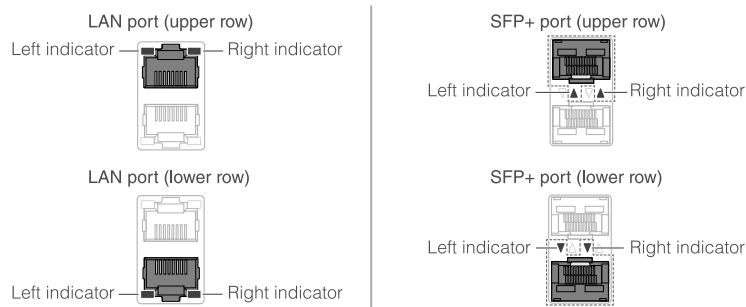 LAN port (upper row)
Left indicator
Right indicator
LAN port (lower row)
Left indicator
Right indicator
SFP+ port (upper row)
Left indicator
Right indicator
SFP+ port (lower row)
Left indicator
Right indicator